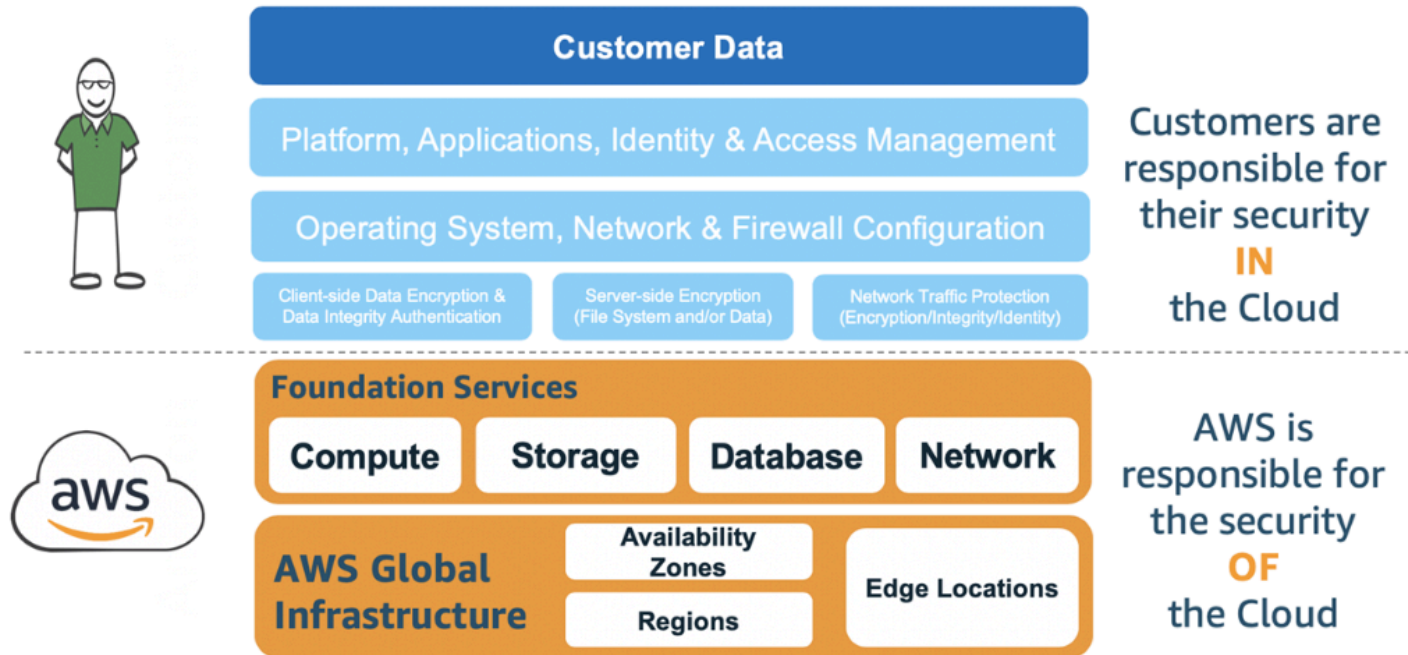 Customer Data
Platform, Applications, Identity & Access Management
Operating System, Network & Firewall Configuration
Client-side Data Encryption &
Data Integrity Authentication
Server-side Encryption
(File System and/or Data)
Network Traffic Protection
(Encryption/Integrity/Identity)
Customers are
responsible for
their security
IN
the Cloud
Foundation Services
Compute
Storage
Database
Network
aws
AWS Global
Infrastructure
Availability
Zones
Regions
Edge Locations
AWS is
responsible for
the security
OF
the Cloud